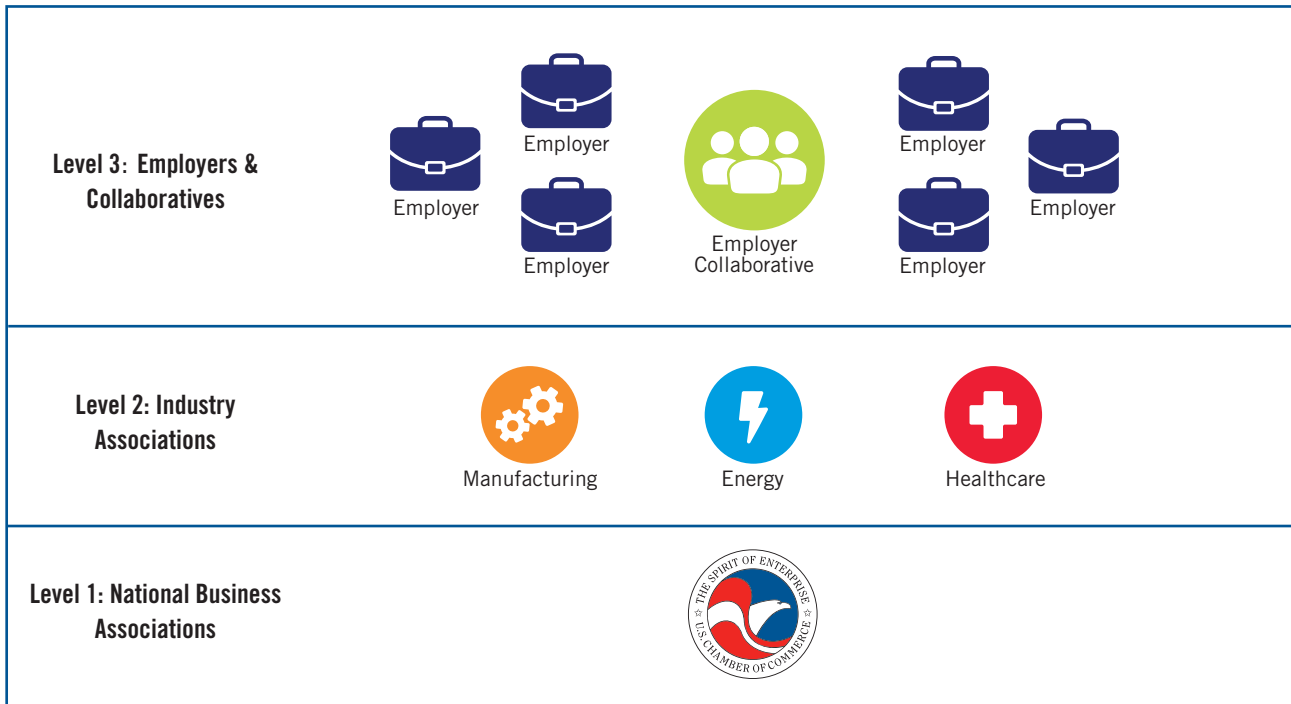 Level 3: Employers &
Collaboratives
Employer
Employer
Employer
Employer
Collaborative
Employer
Employer
Employer
Level 2: Industry
Associations
Manufacturing
Energy
Healthcare
Level 1: National Business
Associations
THE SPIRIT OF ENTERPRISE
U.S. CHAMBER OF COMMERCE